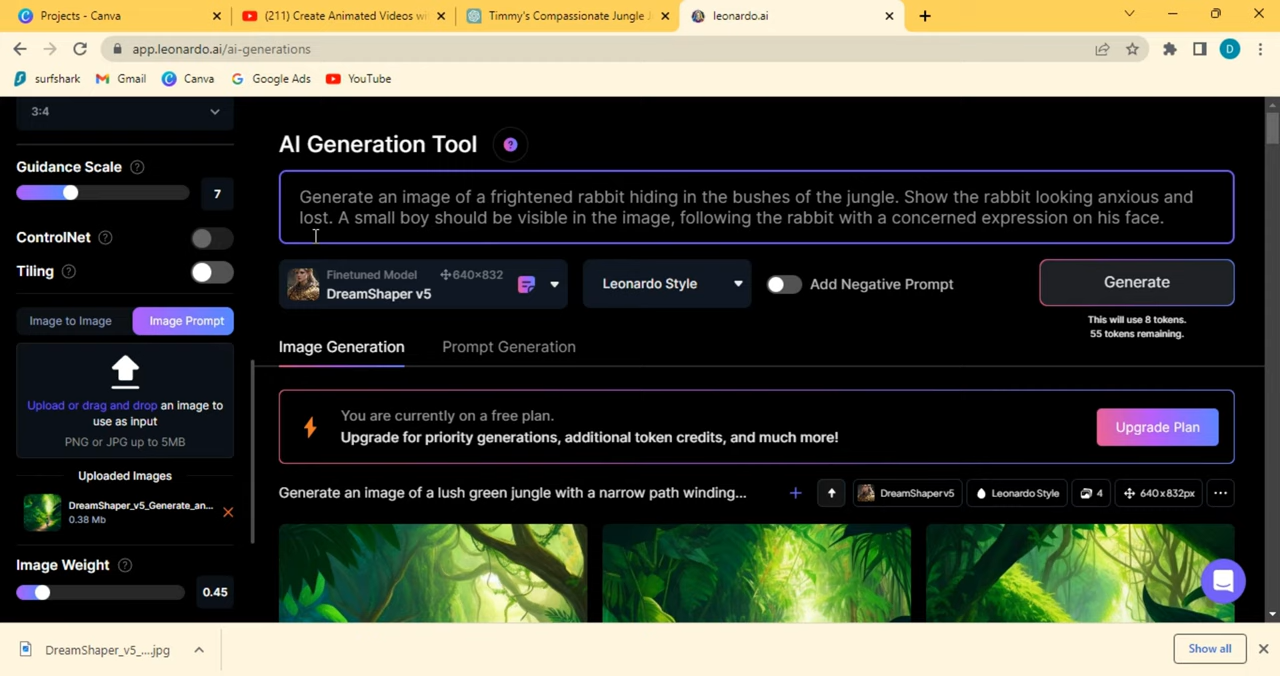 Projects - Canva
(211) Create Animated Videos wi
Timmy's Compassionate Jungle J
leonardo.ai
app.leonardo.ai/ai-generations
D
surfshark
Gmail
Canva
Google Ads
YouTube
3:4
Guidance Scale ?
7
ControlNet ?
Tiling ?
Image to Image
Image Prompt
Upload or drag and drop an image to
use as input
PNG or JPG up to 5MB
Uploaded Images
DreamShaper_v5_Generate_an...
0.38 Mb
Image Weight ?
0.45
AI Generation Tool ?
Generate an image of a frightened rabbit hiding in the bushes of the jungle. Show the rabbit looking anxious and
lost. A small boy should be visible in the image, following the rabbit with a concerned expression on his face.
Finetuned Model 640×832
DreamShaper v5
Leonardo Style
Add Negative Prompt
Generate
This will use 8 tokens.
55 tokens remaining.
Image Generation
Prompt Generation
You are currently on a free plan.
Upgrade for priority generations, additional token credits, and much more!
Upgrade Plan
Generate an image of a lush green jungle with a narrow path winding...
DreamShaper v5
Leonardo Style
4
640 x 832px
DreamShaper_v5_....jpg
Show all